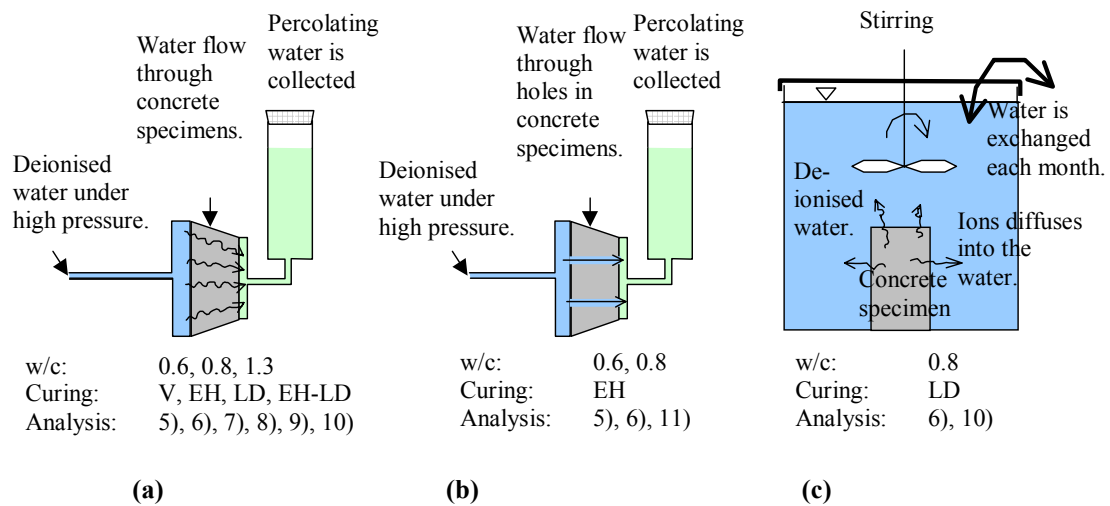 Water flow
through
concrete
specimens.
Percolating
water is
collected
Deionised
water under
high pressure.
w/c: 0.6, 0.8, 1.3
Curing: V, EH, LD, EH-LD
Analysis: 5), 6), 7), 8), 9), 10)
(a)
Water flow
through
holes in
concrete
specimens.
Percolating
water is
collected
Deionised
water under
high pressure.
w/c: 0.6, 0.8
Curing: EH
Analysis: 5), 6), 11)
(b)
Stirring
Water is
exchanged
each month.
De-
ionised
water.
Ions diffuses
into the
water.
Concrete
specimen
w/c: 0.8
Curing: LD
Analysis: 6), 10)
(c)